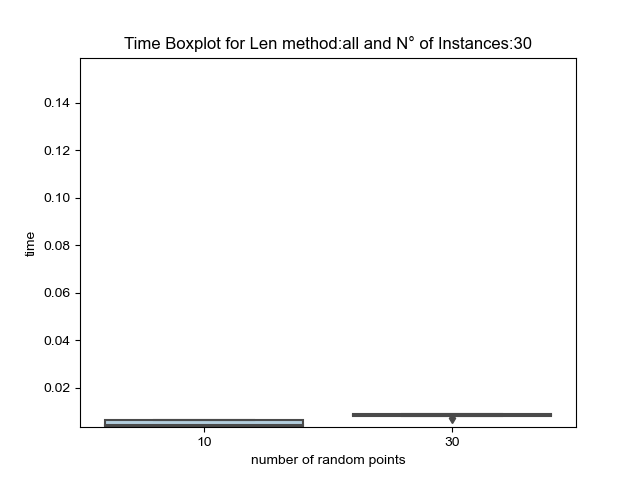 Time Boxplot for Len method:all and N° of Instances:30
0.14
0.12
0.10
0.08
0.06
0.04
0.02
time
10 30
number of random points